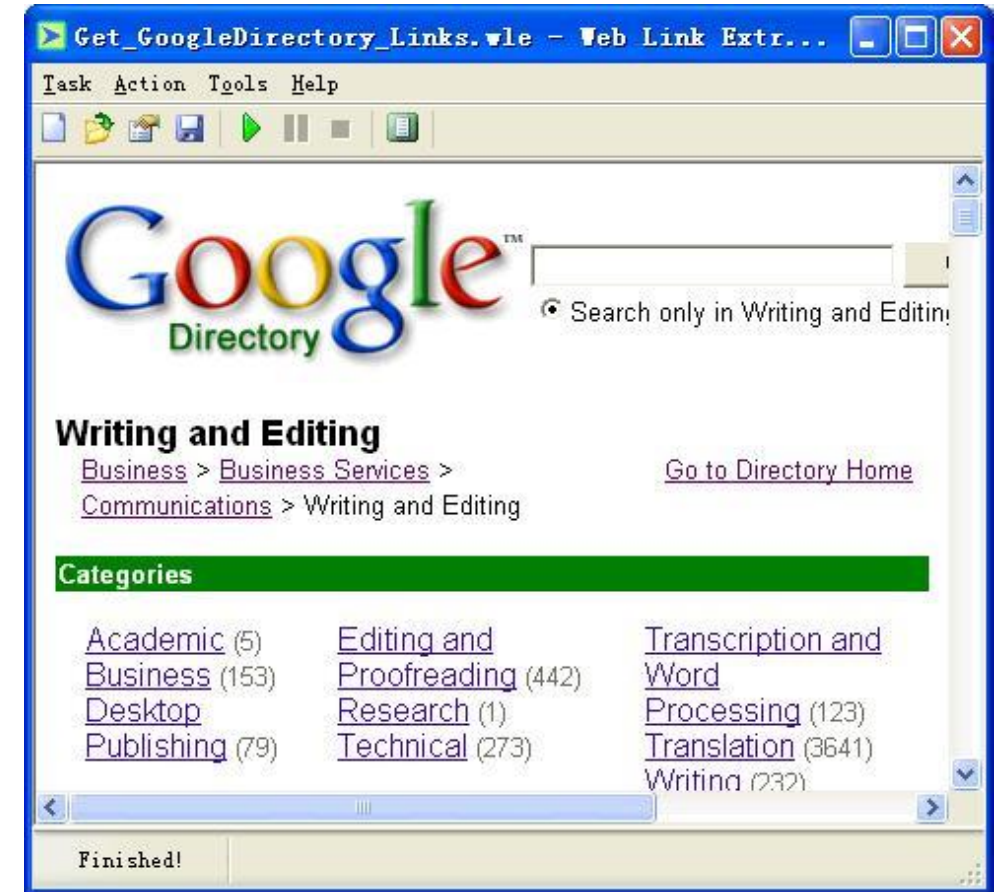 Get_GoogleDirectory_Links.wle - Web Link Extr...
Task Action Tools Help
Google™
Directory
Search only in Writing and Editing
Writing and Editing
Business > Business Services > Go to Directory Home
Communications > Writing and Editing
Categories
Academic (5) Editing and Transcription and
Business (153) Proofreading (442) Word
Desktop Research (1) Processing (123)
Publishing (79) Technical (273) Translation (3641)
Writing (232)
Finished!